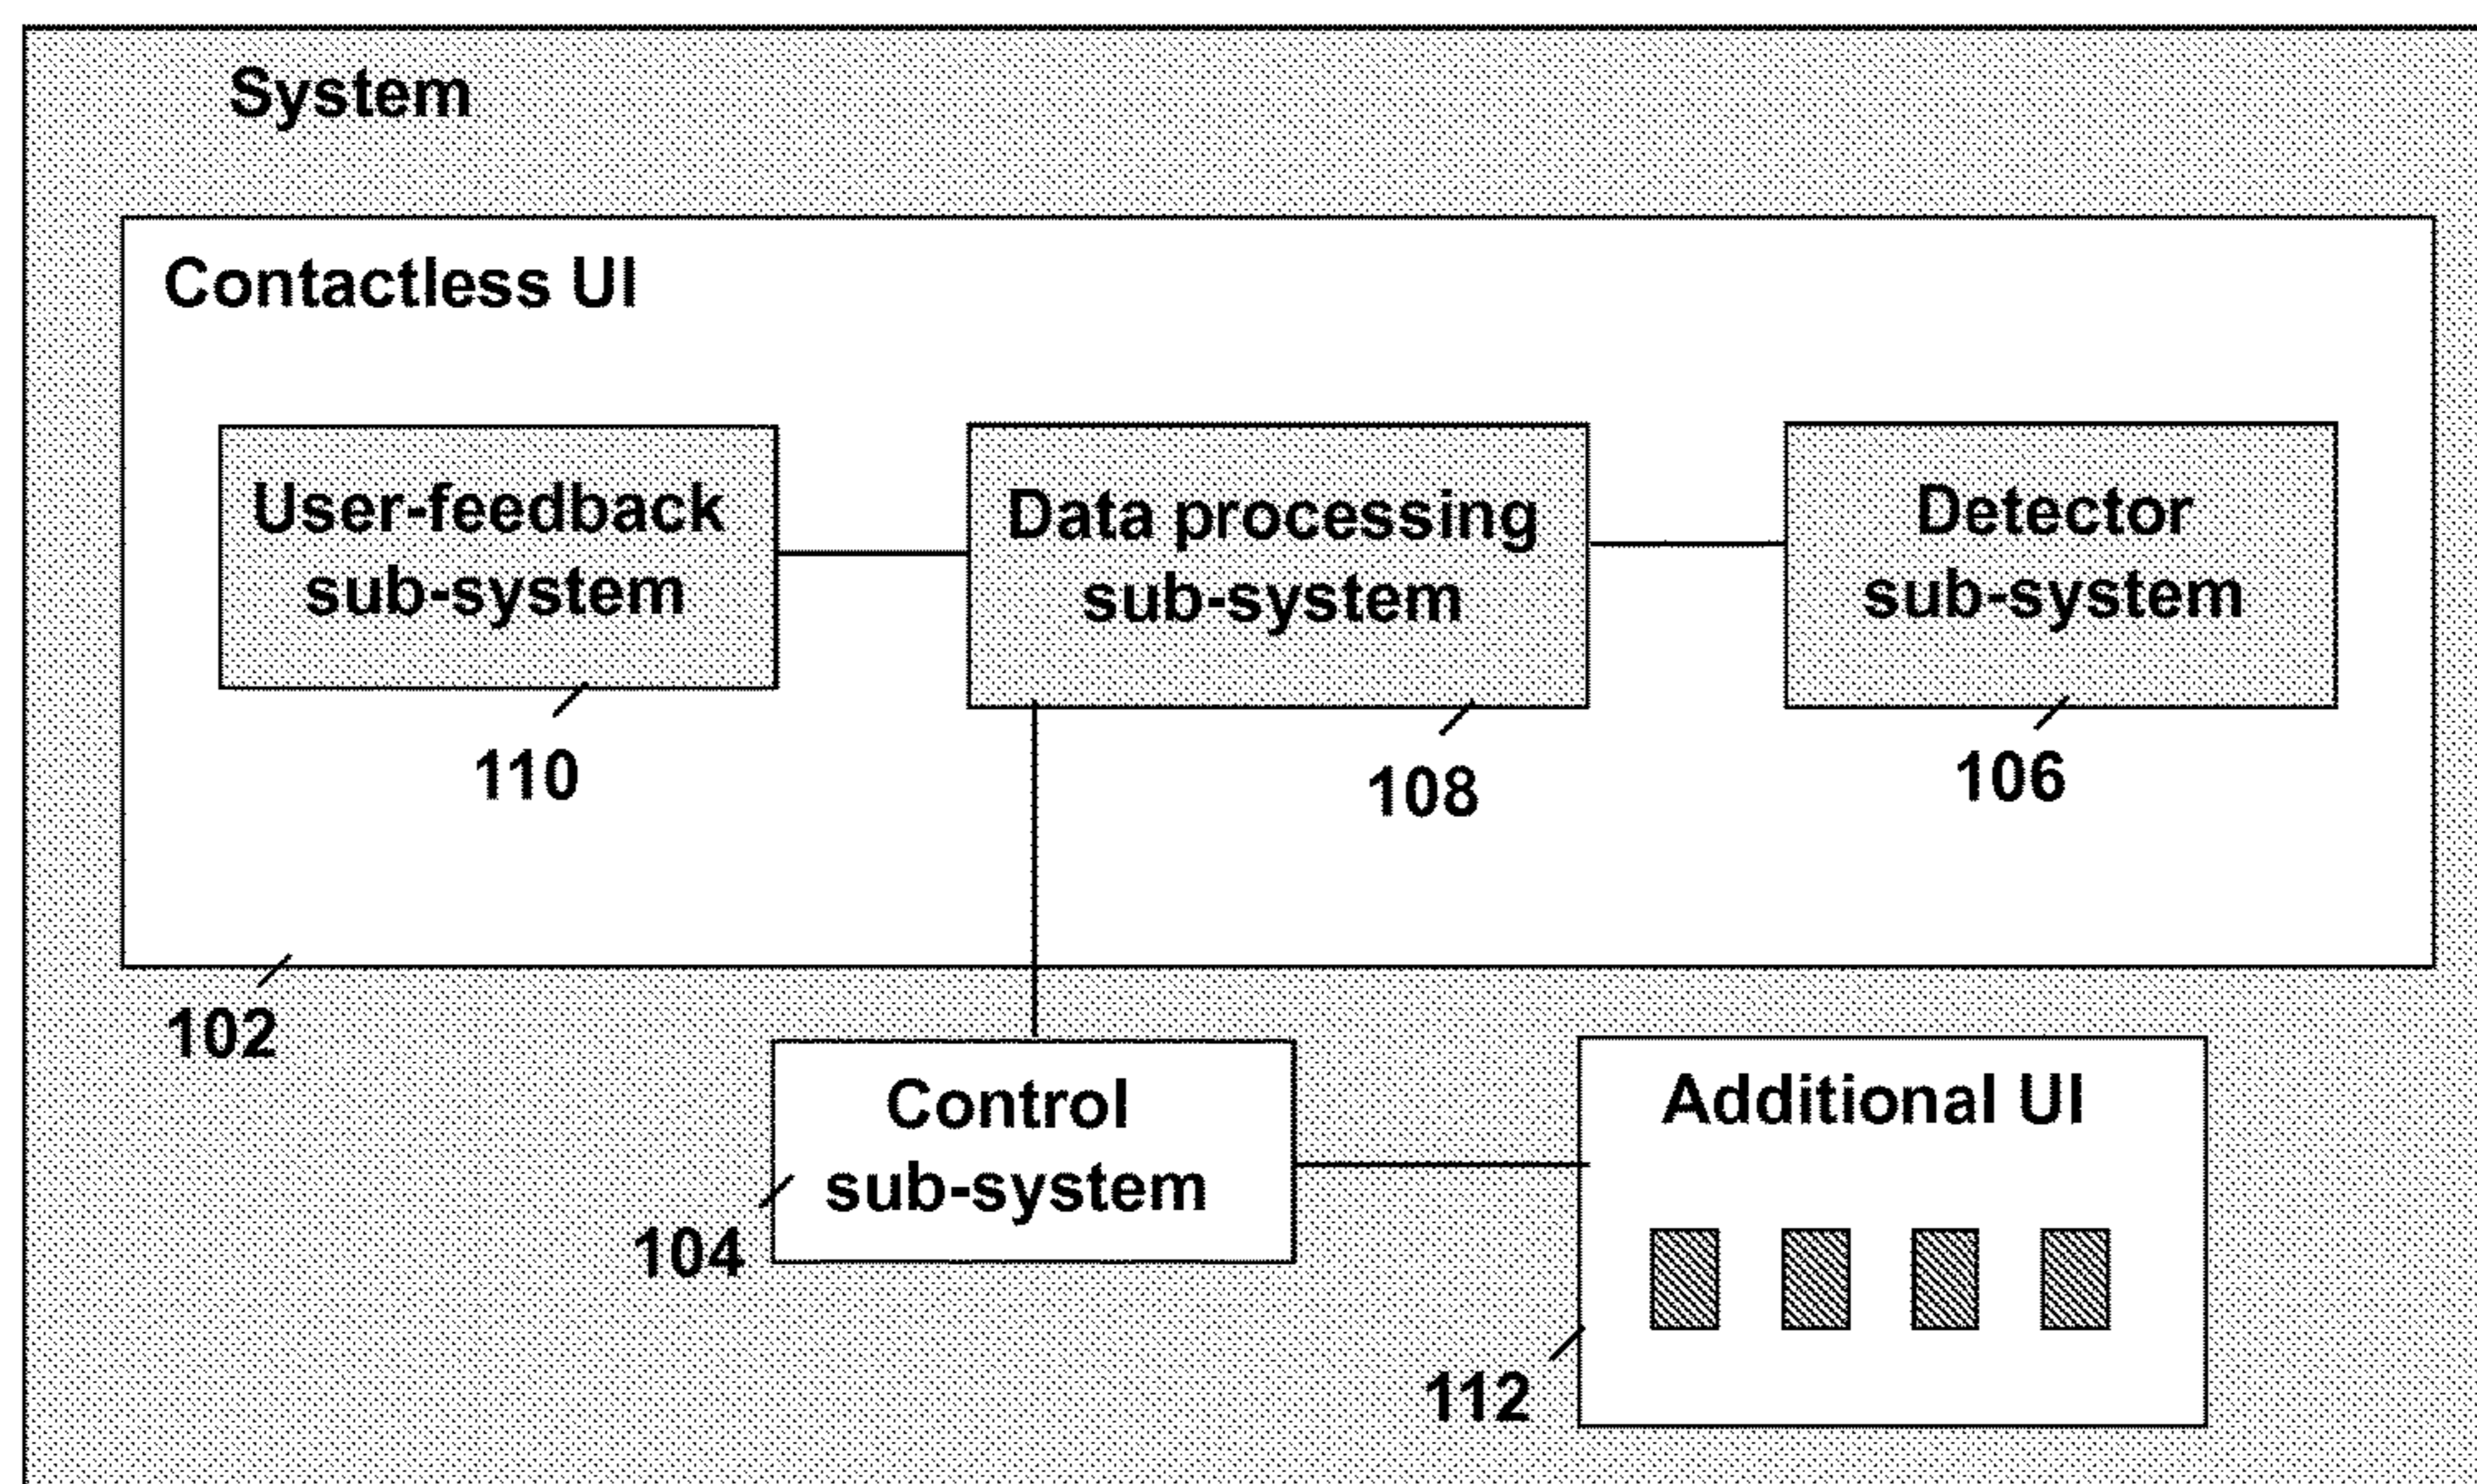 System
Contactless UI
User-feedback
sub-system
Data processing
sub-system
Detector
sub-system
110
108
106
102
Control
sub-system
104
Additional UI
112